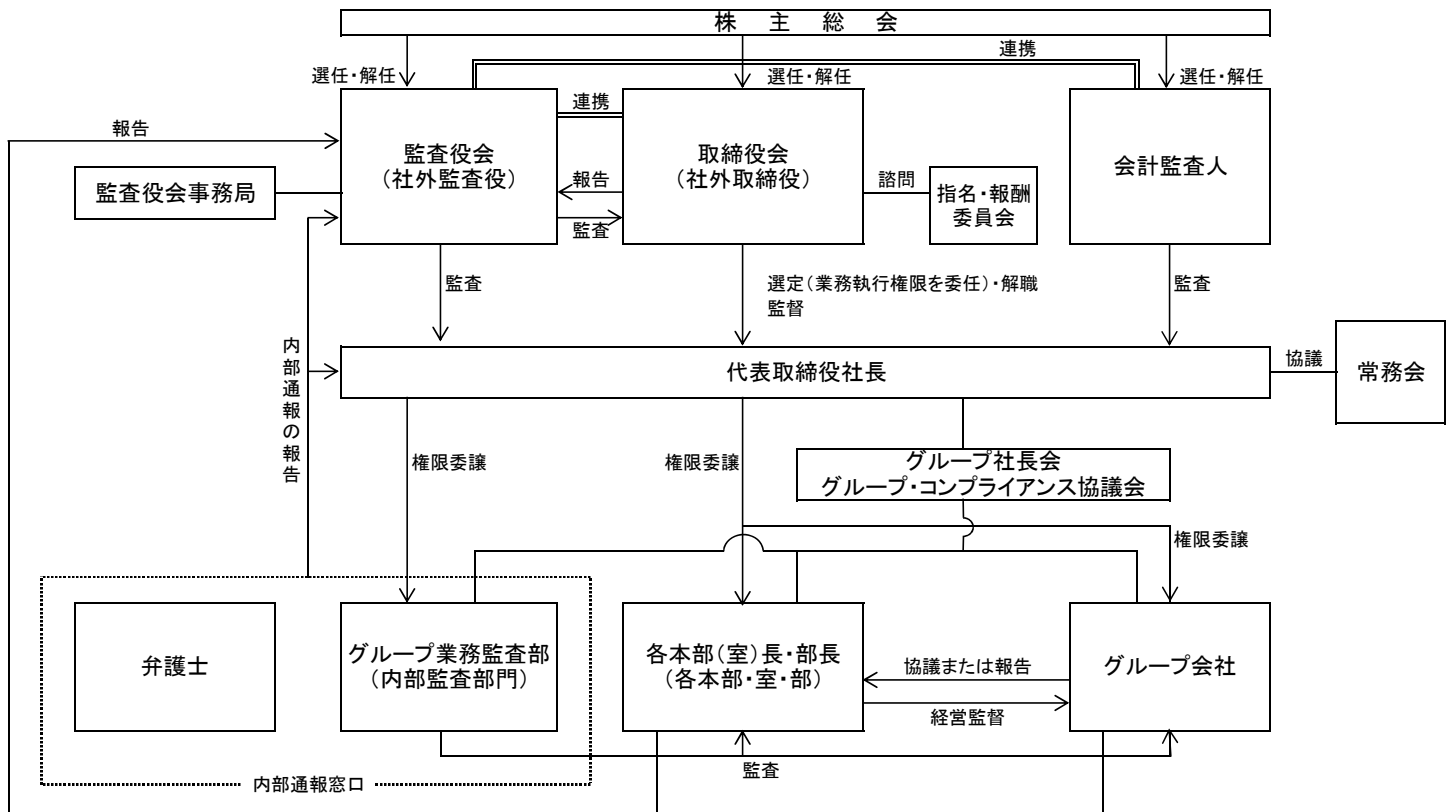 株主総会
連携
選任・解任
選任・解任
選任・解任
連携
報告
監査役会
(社外監査役)
取締役会
(社外取締役)
会計監査人
監査役会事務局
報告
諮問
指名・報酬
委員会
監査
監査
選定(業務執行権限を委任)・解職
監督
監査
内部通報の報告
代表取締役社長
協議
常務会
権限委譲
権限委譲
グループ社長会
グループ・コンプライアンス協議会
権限委譲
弁護士
グループ業務監査部
(内部監査部門)
各本部(室)長・部長
(各本部・室・部)
協議または報告
グループ会社
経営監督
監査
内部通報窓口